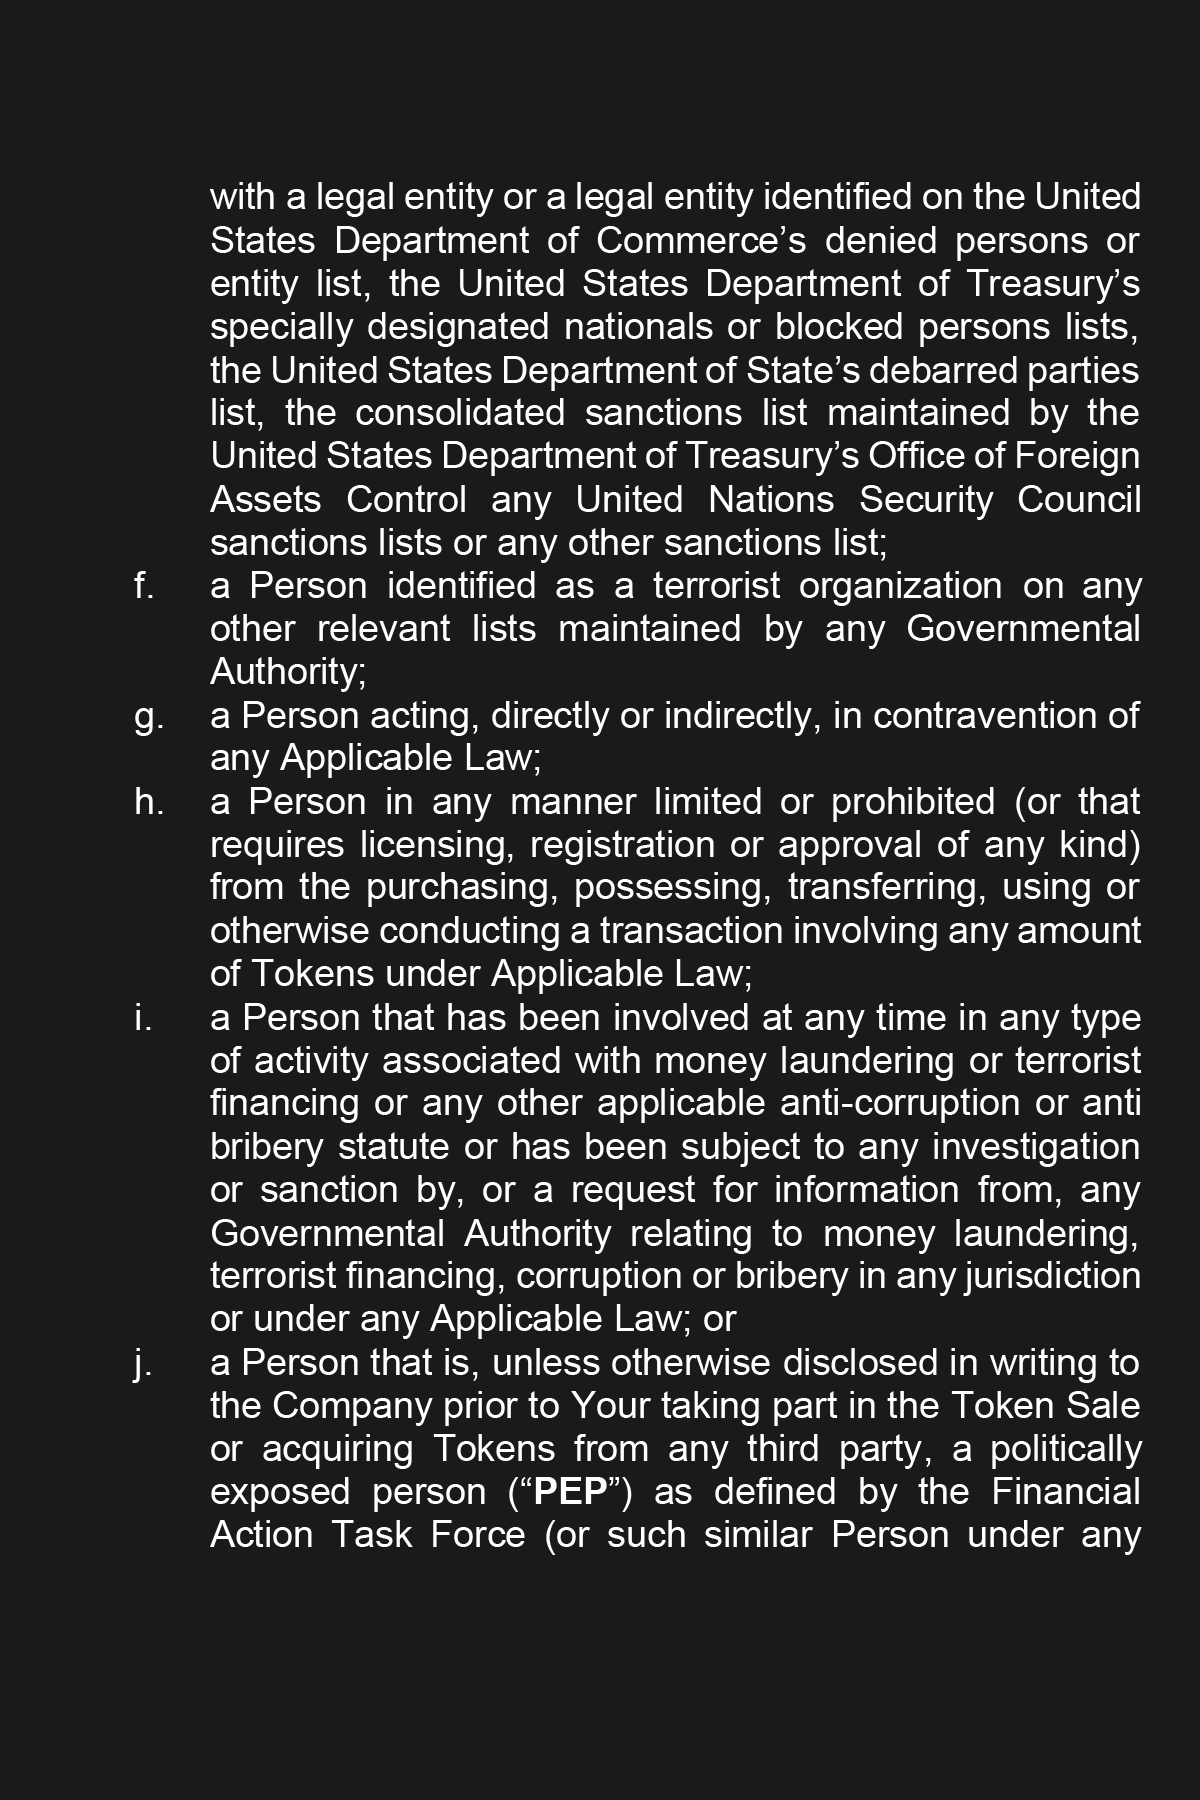 with a legal entity or a legal entity identified on the United
States Department of Commerce’s denied persons or
entity list, the United States Department of Treasury’s
specially designated nationals or blocked persons lists,
the United States Department of State’s debarred parties
list, the consolidated sanctions list maintained by the
United States Department of Treasury’s Office of Foreign
Assets Control any United Nations Security Council
sanctions lists or any other sanctions list;
f. a Person identified as a terrorist organization on any
other relevant lists maintained by any Governmental
Authority;
g. a Person acting, directly or indirectly, in contravention of
any Applicable Law;
h. a Person in any manner limited or prohibited (or that
requires licensing, registration or approval of any kind)
from the purchasing, possessing, transferring, using or
otherwise conducting a transaction involving any amount
of Tokens under Applicable Law;
i. a Person that has been involved at any time in any type
of activity associated with money laundering or terrorist
financing or any other applicable anti-corruption or anti
bribery statute or has been subject to any investigation
or sanction by, or a request for information from, any
Governmental Authority relating to money laundering,
terrorist financing, corruption or bribery in any jurisdiction
or under any Applicable Law; or
j. a Person that is, unless otherwise disclosed in writing to
the Company prior to Your taking part in the Token Sale
or acquiring Tokens from any third party, a politically
exposed person (“PEP”) as defined by the Financial
Action Task Force (or such similar Person under any